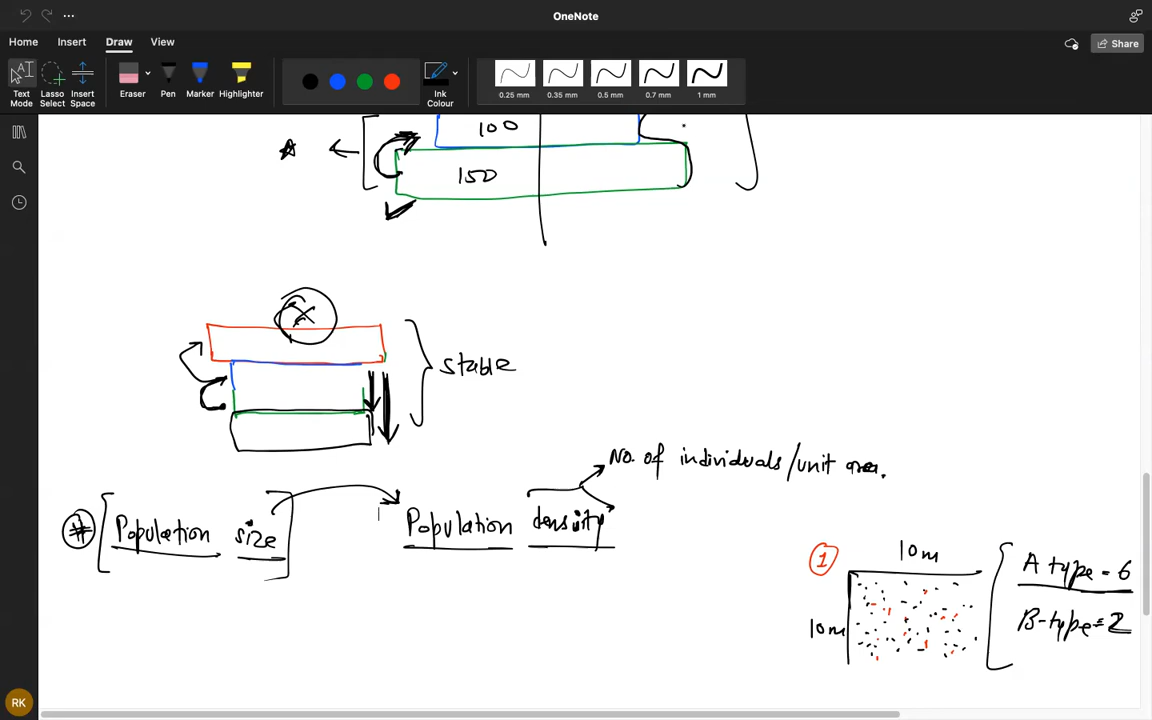 OneNote
Home Insert Draw View
Share
Text Mode
Lasso Select
Insert Space
Eraser
Pen
Marker
Highlighter
Ink Colour
0.25 mm
0.35 mm
0.5 mm
0.7 mm
1 mm
100
150
stable
No. of individuals/unit area.
Population size
Population density
1
10m
10m
A type = 6
B-type = 2
RK